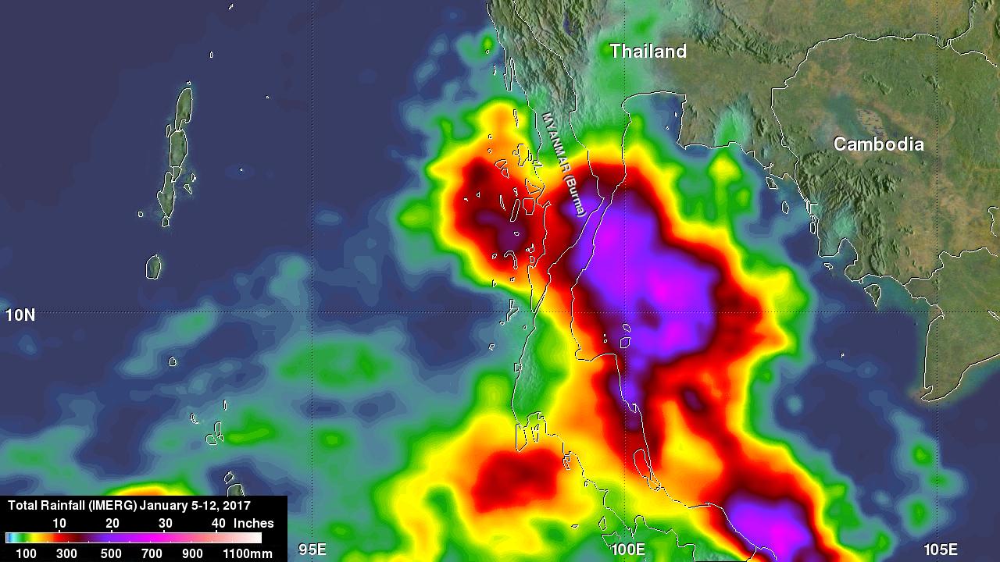 Thailand
MYANMAR (Burma)
Cambodia
10N
Total Rainfall (IMERG) January 5-12, 2017
10 20 30 40 Inches
100 300 500 700 900 1100mm
95E 100E 105E